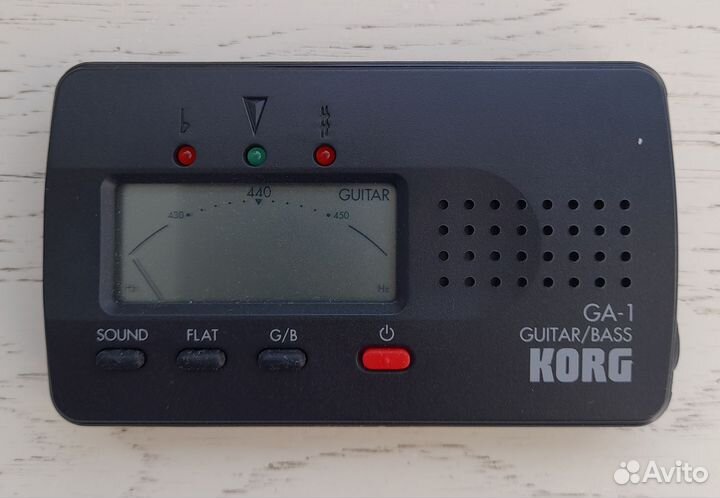 440
GUITAR
430
450
Hz
Hz
SOUND
FLAT
G/B
GA-1
GUITAR/BASS
KORG
Avito